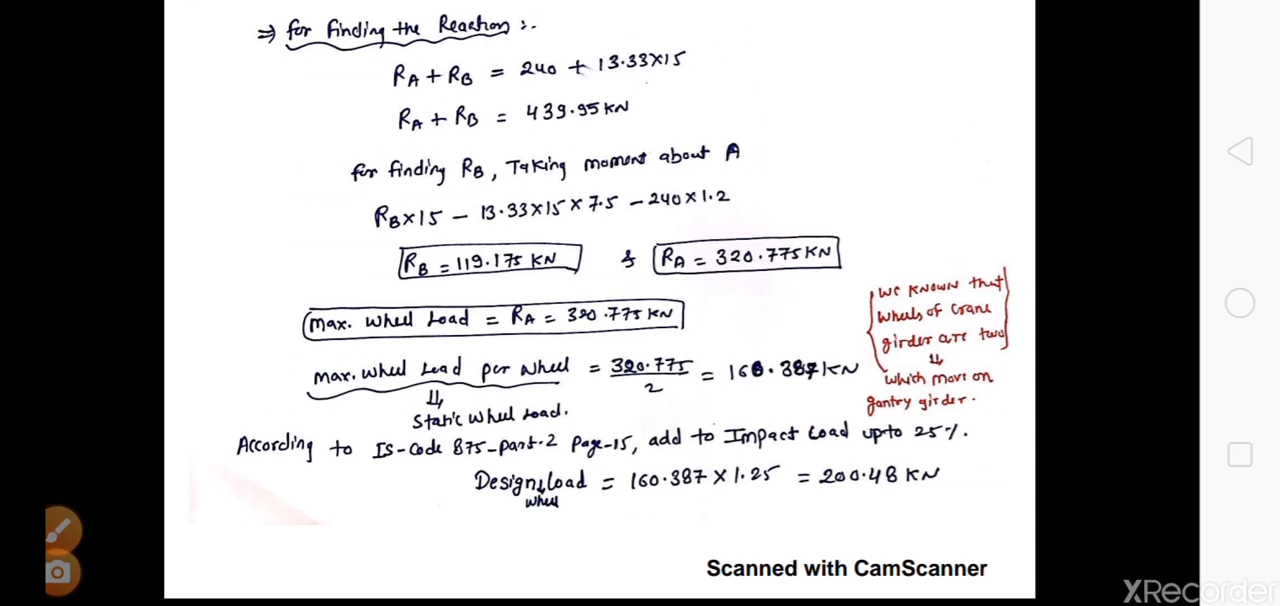 ⇒ for finding the Reaction :-
RA + RB = 240 + 13.33×15
RA + RB = 439.95 KN
for finding RB, Taking moment about A
RB×15 - 13.33×15×7.5 - 240×1.2
RB = 119.175 KN & RA = 320.775 KN
Max. Wheel Load = RA = 320.775 KN
Max. Wheel Load per wheel = 320.775/2 = 160.387 KN
⇓
Static Wheel Load.
we known that
wheels of crane
girder are two
⇓
which move on
gantry girder.
According to IS-Code 875-part-2 Page-15, add to Impact Load upto 25%.
Design Load = 160.387 × 1.25 = 200.48 KN
wheel
Scanned with CamScanner
XRecorder